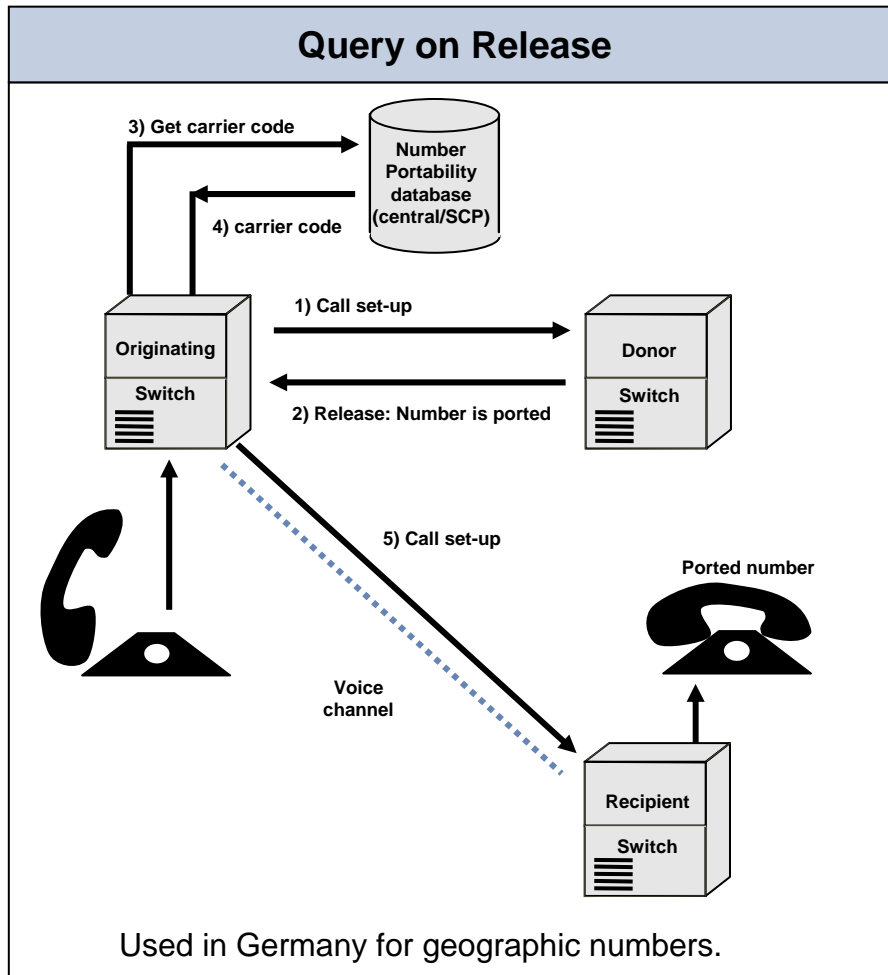 Query on Release
3) Get carrier code
Number
Portability
database
(central/SCP)
4) carrier code
1) Call set-up
Originating
Switch
Donor
Switch
2) Release: Number is ported
5) Call set-up
Ported number
Voice
channel
Recipient
Switch
Used in Germany for geographic numbers.